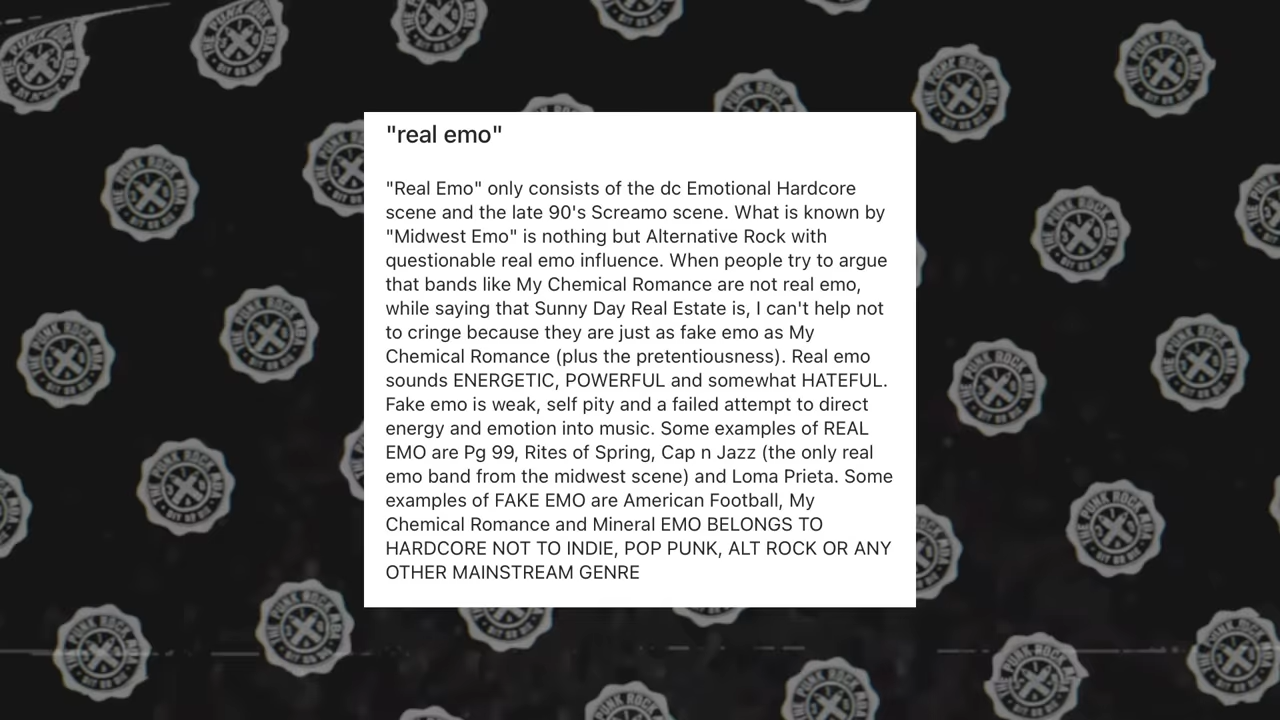 "real emo"
"Real Emo" only consists of the dc Emotional Hardcore
scene and the late 90's Screamo scene. What is known by
"Midwest Emo" is nothing but Alternative Rock with
questionable real emo influence. When people try to argue
that bands like My Chemical Romance are not real emo,
while saying that Sunny Day Real Estate is, I can't help not
to cringe because they are just as fake emo as My
Chemical Romance (plus the pretentiousness). Real emo
sounds ENERGETIC, POWERFUL and somewhat HATEFUL.
Fake emo is weak, self pity and a failed attempt to direct
energy and emotion into music. Some examples of REAL
EMO are Pg 99, Rites of Spring, Cap n Jazz (the only real
emo band from the midwest scene) and Loma Prieta. Some
examples of FAKE EMO are American Football, My
Chemical Romance and Mineral EMO BELONGS TO
HARDCORE NOT TO INDIE, POP PUNK, ALT ROCK OR ANY
OTHER MAINSTREAM GENRE
THE PUNK ROCK MBA